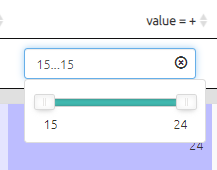 value = +
15...15
15 24
24